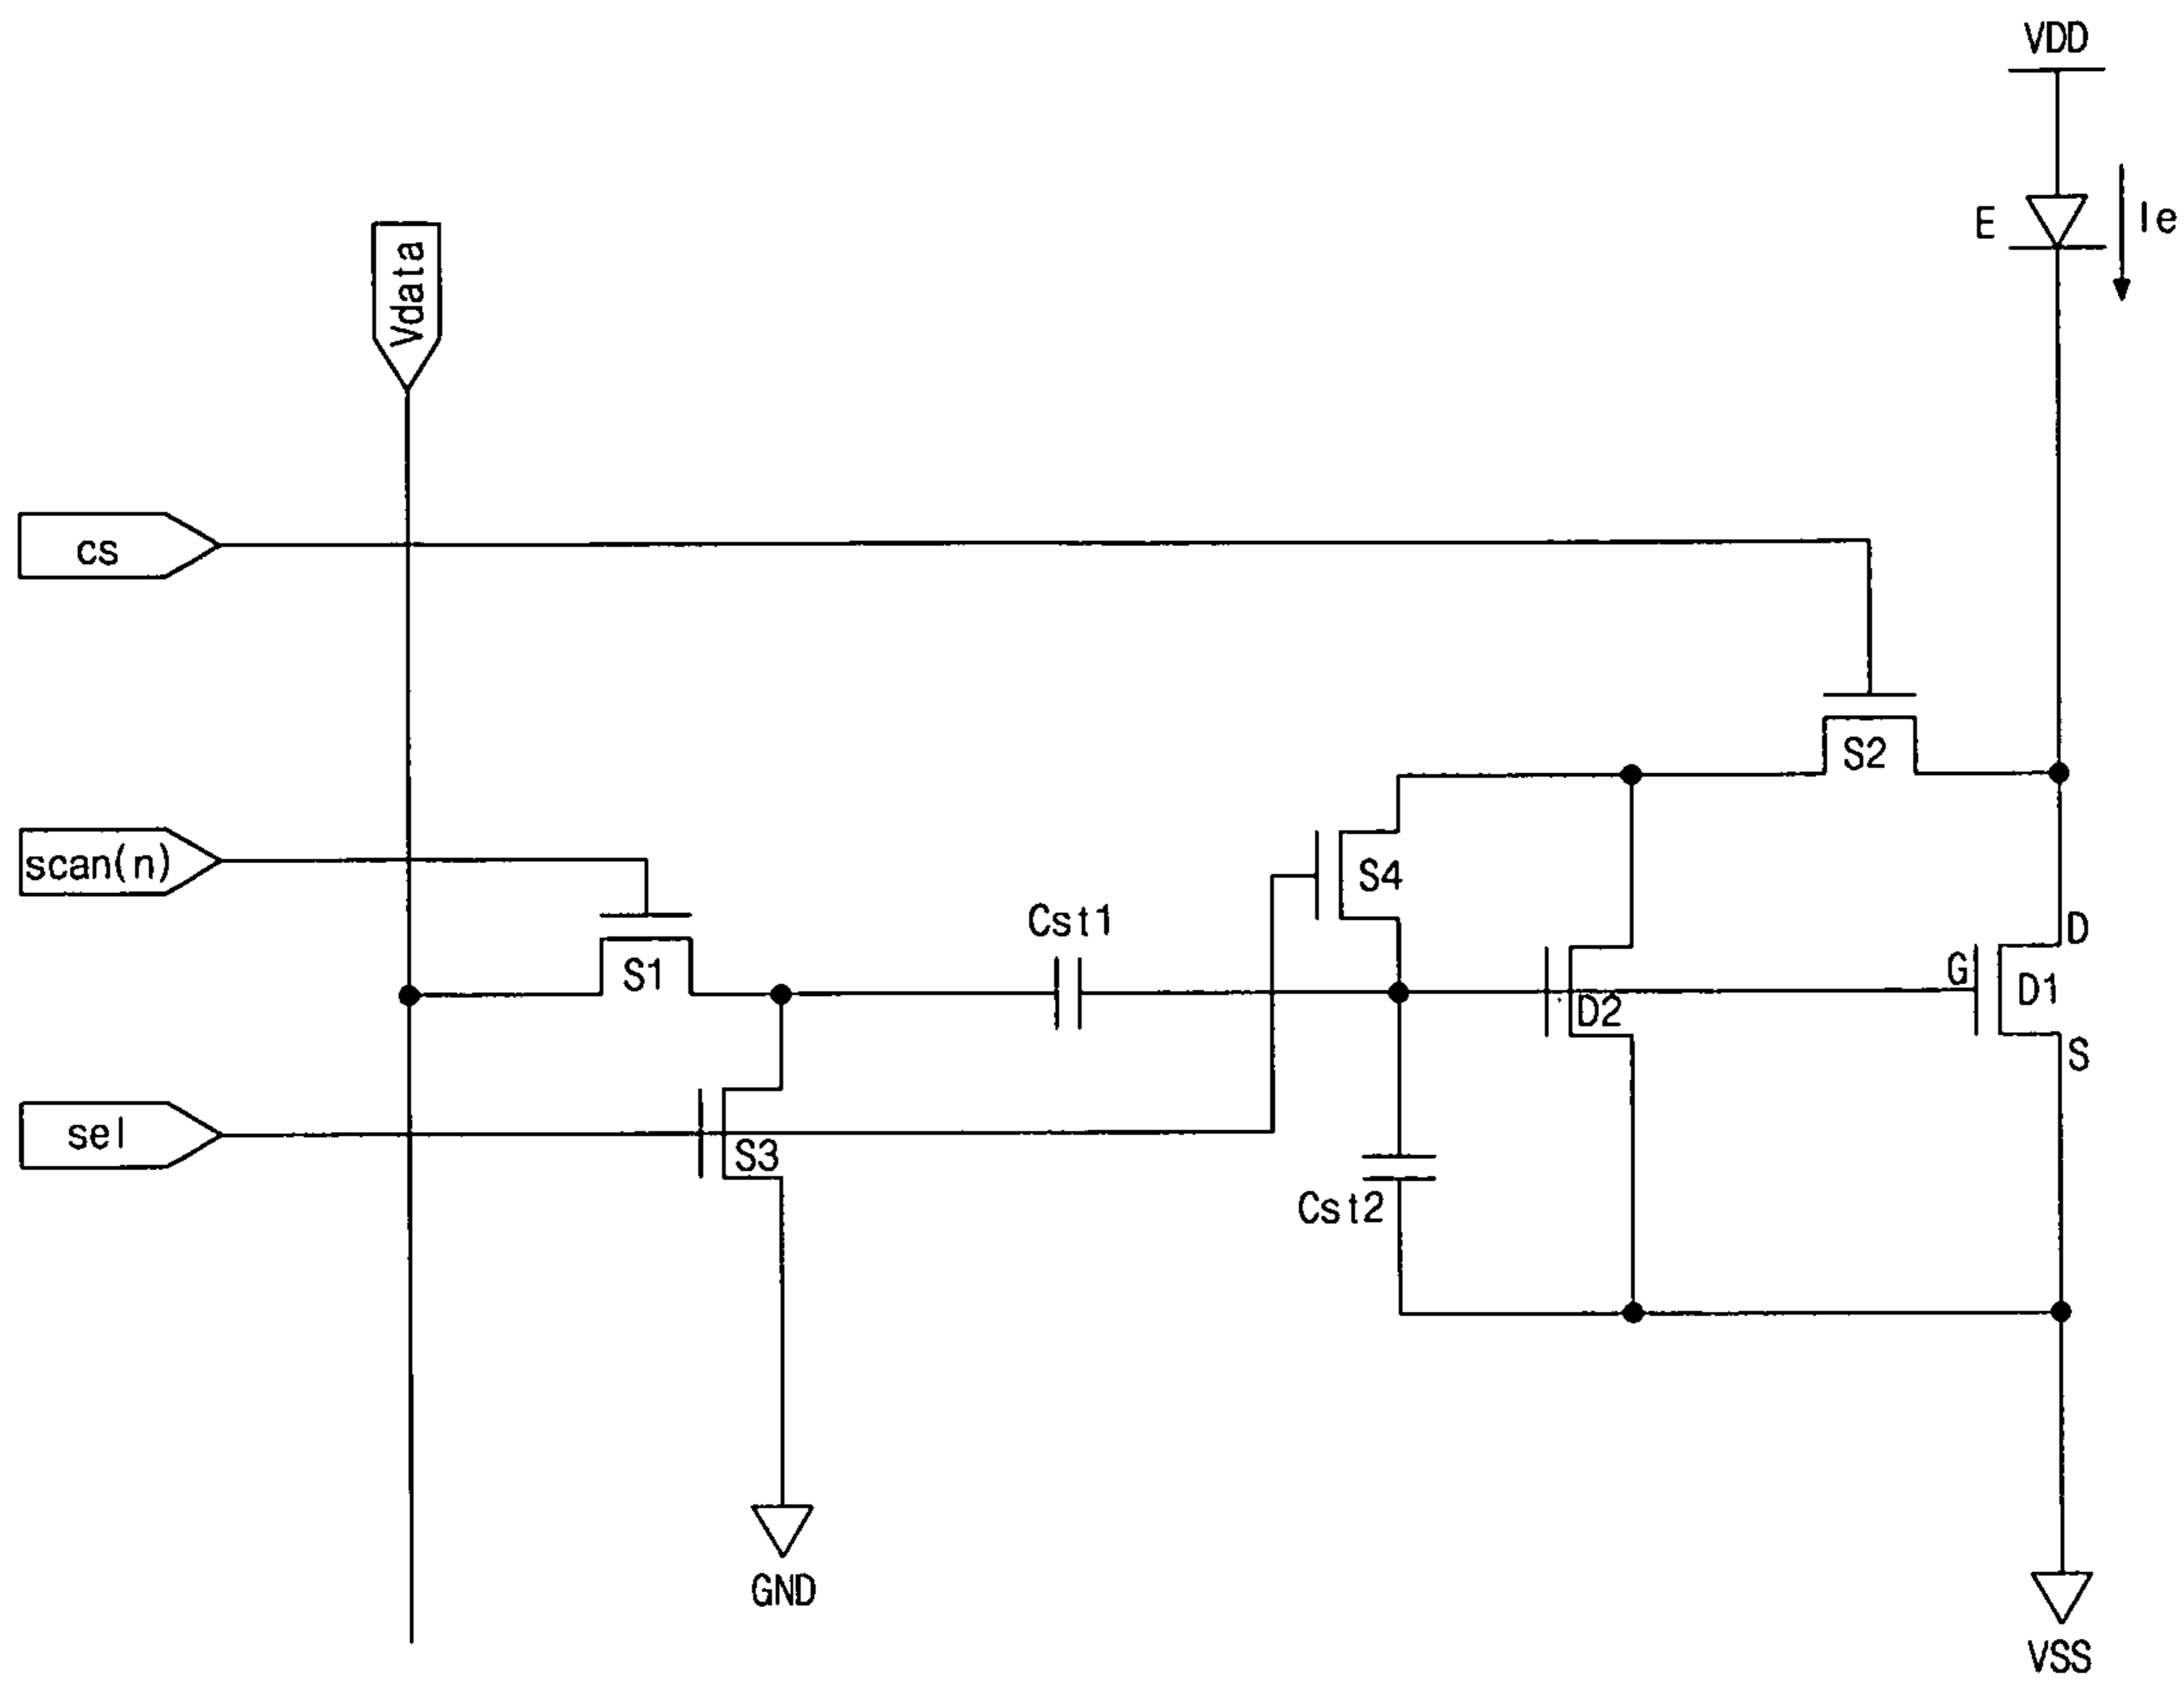 VDD
E
Ie
Vdata
cs
S2
scan(n)
S4
Cst1
D
S1
G
D1
D2
S
sel
S3
Cst2
GND
VSS